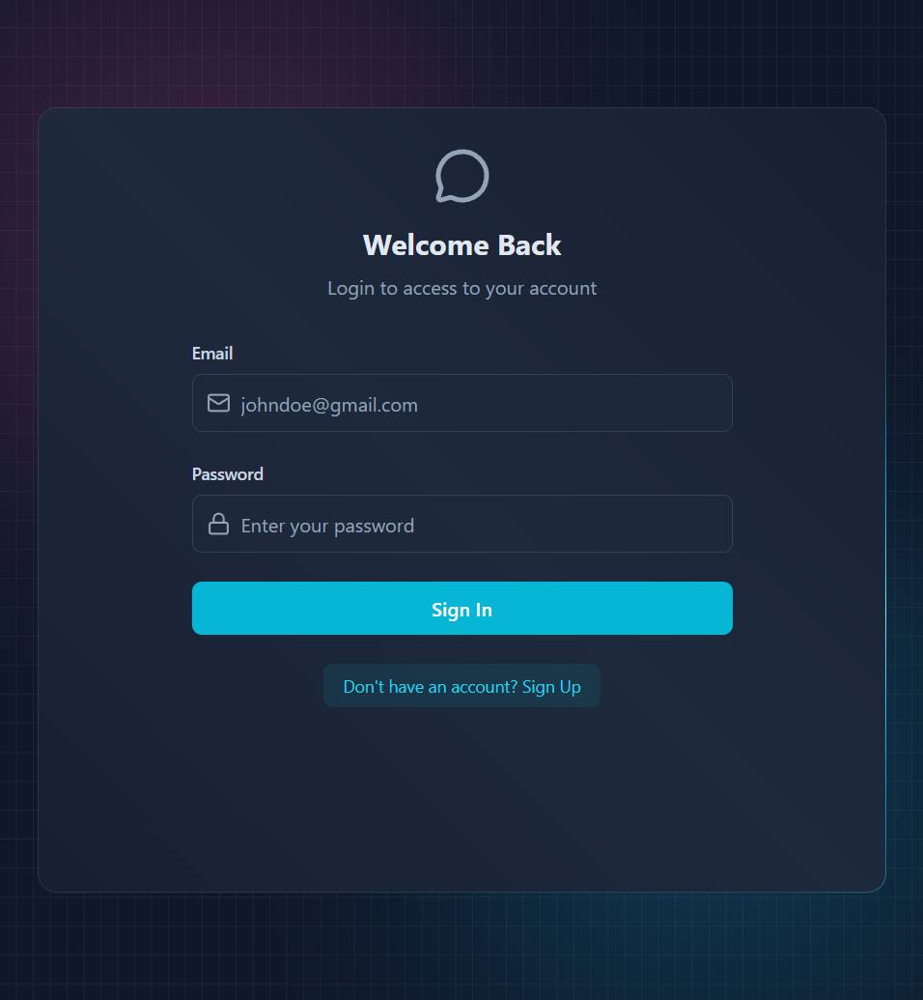 Welcome Back
Login to access to your account
Email
johndoe@gmail.com
Password
Enter your password
Sign In
Don't have an account? Sign Up